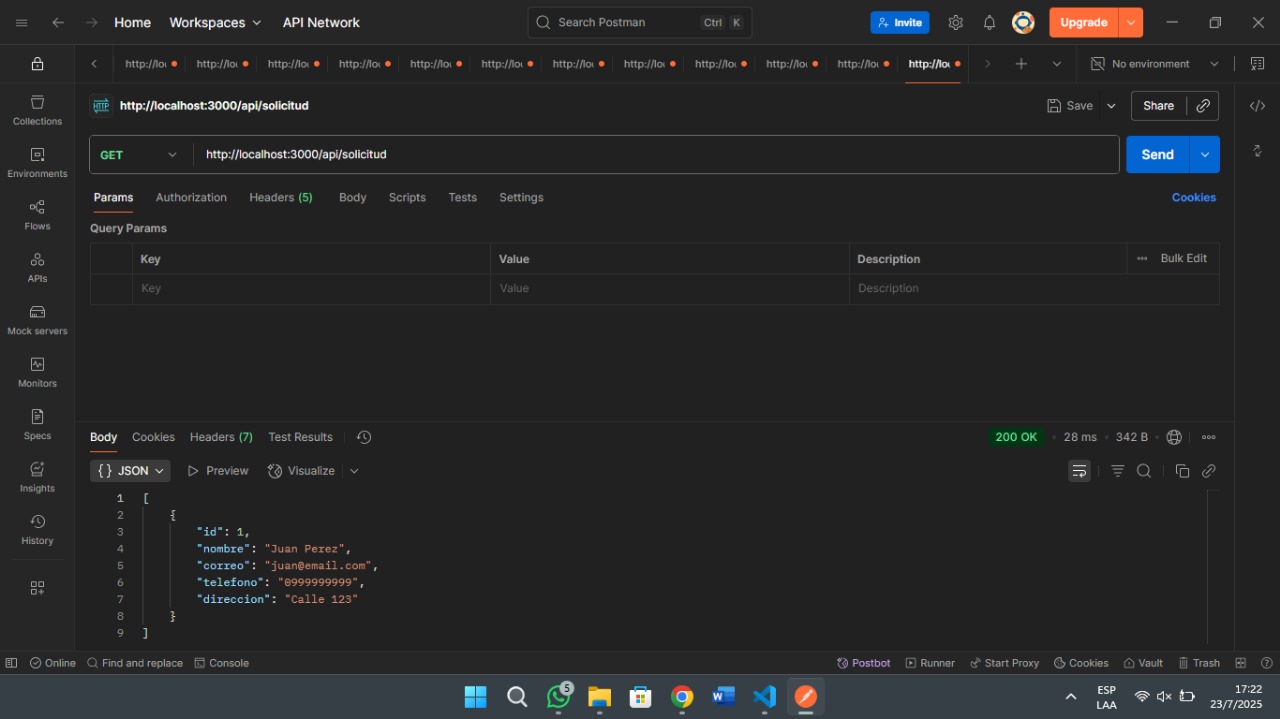 Home Workspaces API Network Search Postman Ctrl K Invite Upgrade
http://loc http://loc http://loc http://loc http://loc http://loc http://loc http://loc http://loc http://loc http://loc http://loc No environment
HTTP http://localhost:3000/api/solicitud Save Share
GET http://localhost:3000/api/solicitud Send
Params Authorization Headers (5) Body Scripts Tests Settings Cookies
Query Params
Key Value Description Bulk Edit
Key Value Description
Collections
Environments
Flows
APIs
Mock servers
Monitors
Specs
Insights
History
Body Cookies Headers (7) Test Results 200 OK 28 ms 342 B
{} JSON Preview Visualize
1 [
2 {
3 "id": 1,
4 "nombre": "Juan Perez",
5 "correo": "juan@email.com",
6 "telefono": "0999999999",
7 "direccion": "Calle 123"
8 }
9 ]
Online Find and replace Console Postbot Runner Start Proxy Cookies Vault Trash
5 ESP 17:22
LAA 23/7/2025